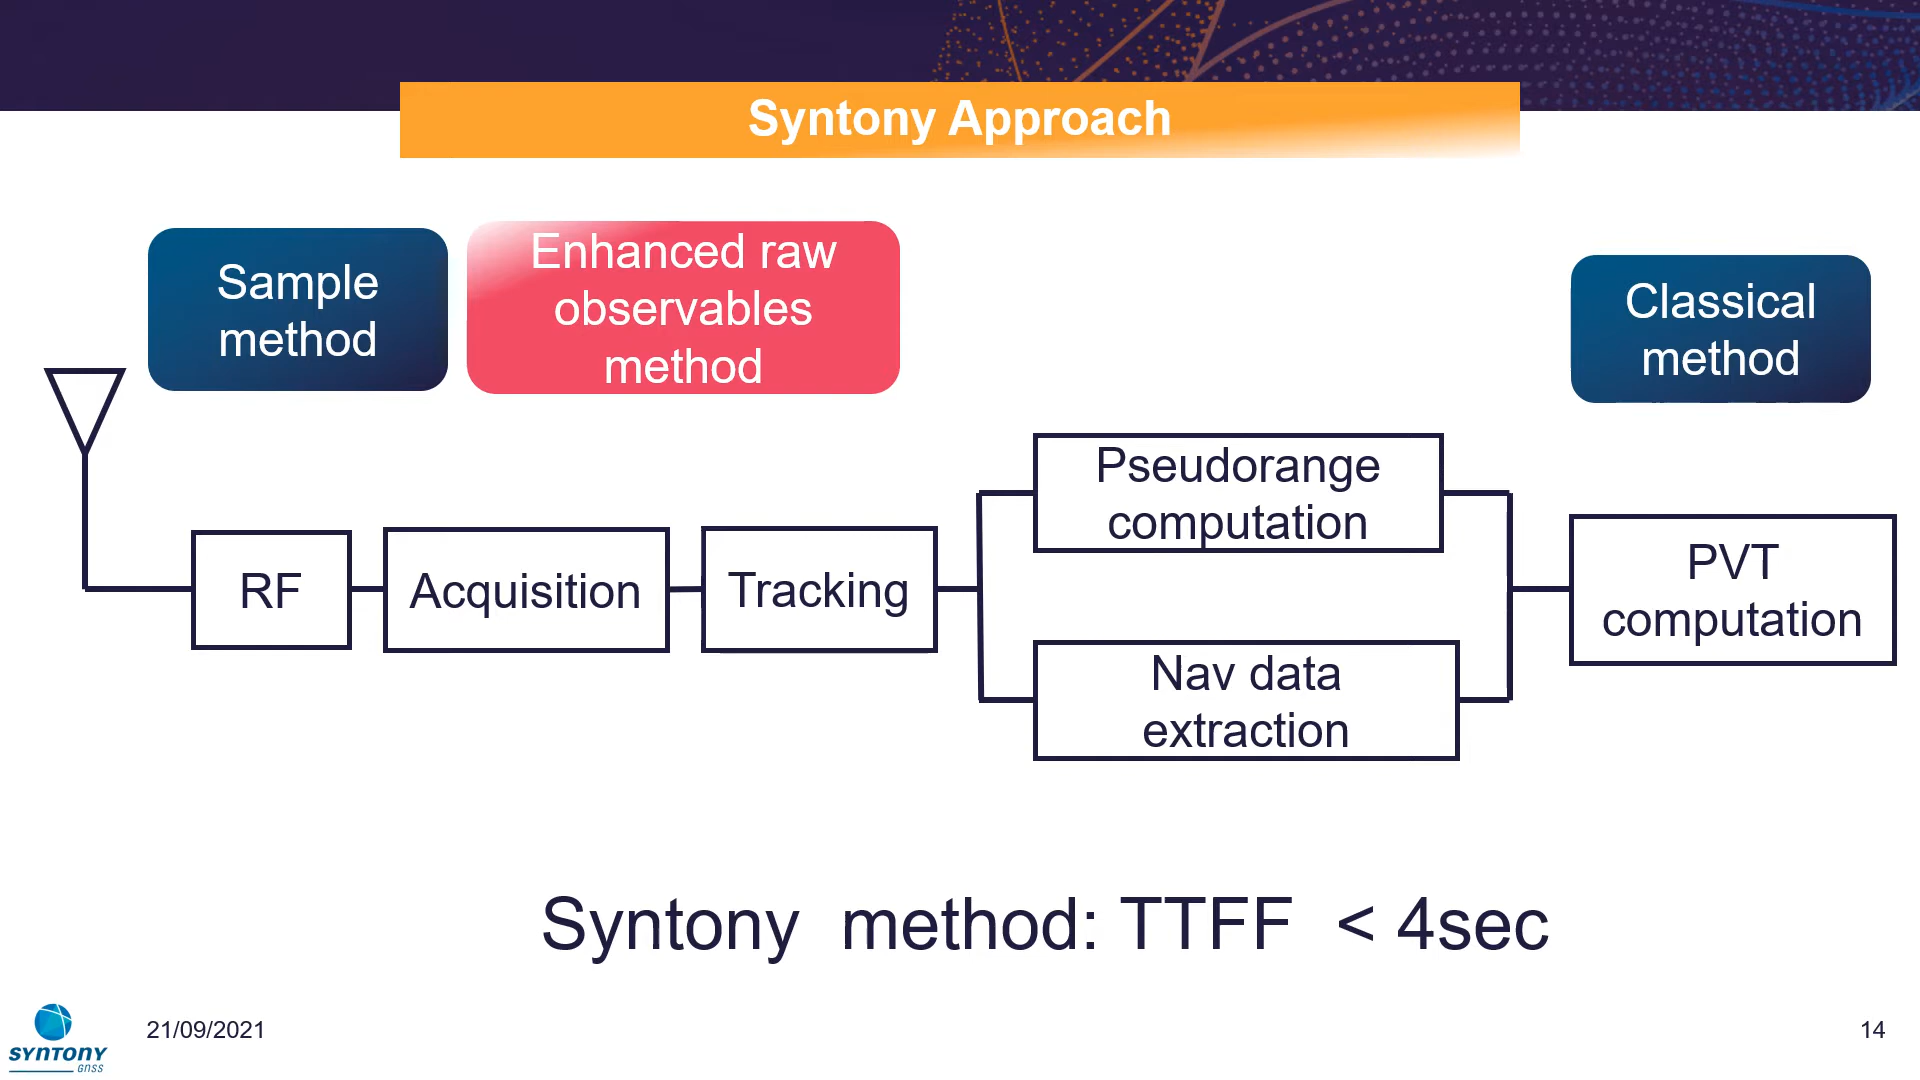 Syntony Approach
Sample
method
Enhanced raw
observables
method
Classical
method
RF
Acquisition
Tracking
Pseudorange
computation
Nav data
extraction
PVT
computation
Syntony method: TTFF < 4sec
SYNTONY
GNSS
21/09/2021
14